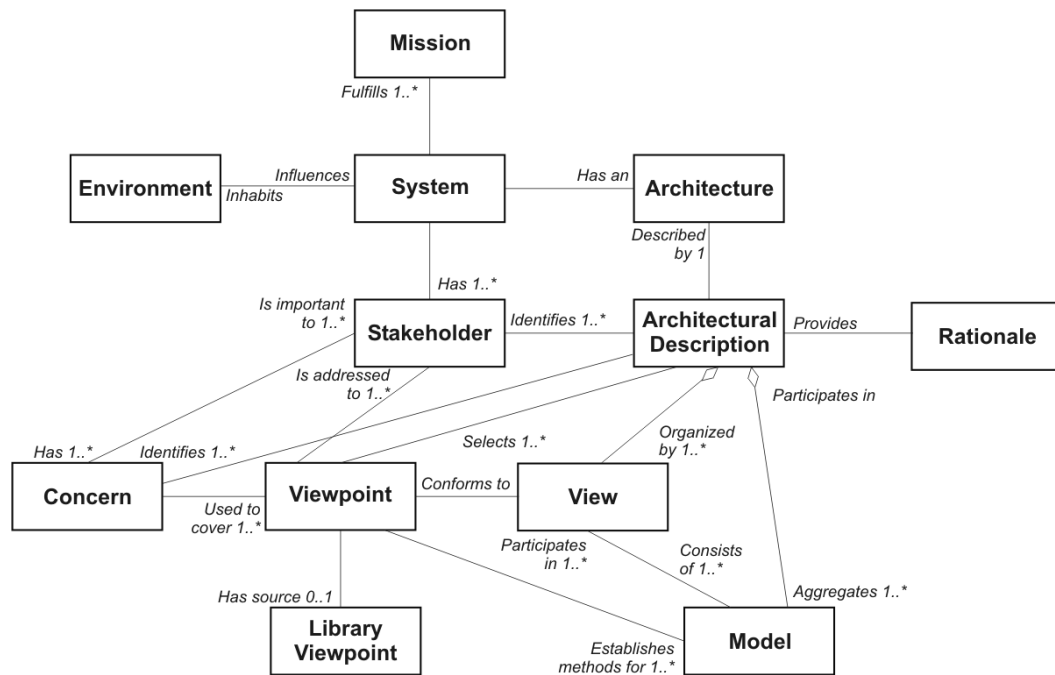 Mission
Fulfills 1..*
Environment
Influences
Inhabits
System
Has an
Architecture
Described
by 1
Has 1..*
Is important
to 1..*
Stakeholder
Identifies 1..*
Architectural
Description
Provides
Rationale
Is addressed
to 1..*
Participates in
Has 1..*
Identifies 1..*
Selects 1..*
Organized
by 1..*
Concern
Used to
cover 1..*
Viewpoint
Conforms to
View
Participates
in 1..*
Consists
of 1..*
Has source 0..1
Aggregates 1..*
Library
Viewpoint
Establishes
methods for 1..*
Model